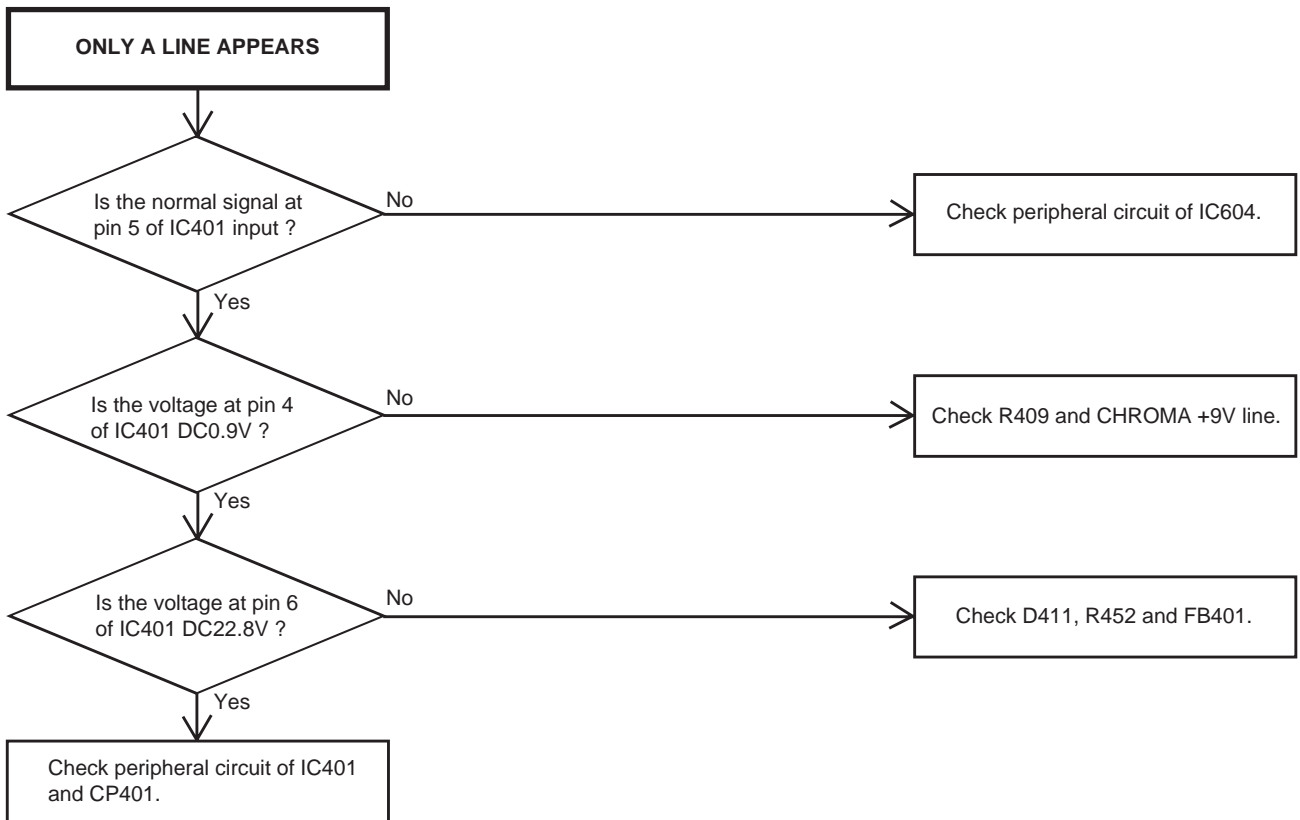 ONLY A LINE APPEARS
Is the normal signal at
pin 5 of IC401 input ?
No
Check peripheral circuit of IC604.
Yes
Is the voltage at pin 4
of IC401 DC0.9V ?
No
Check R409 and CHROMA +9V line.
Yes
Is the voltage at pin 6
of IC401 DC22.8V ?
No
Check D411, R452 and FB401.
Yes
Check peripheral circuit of IC401
and CP401.